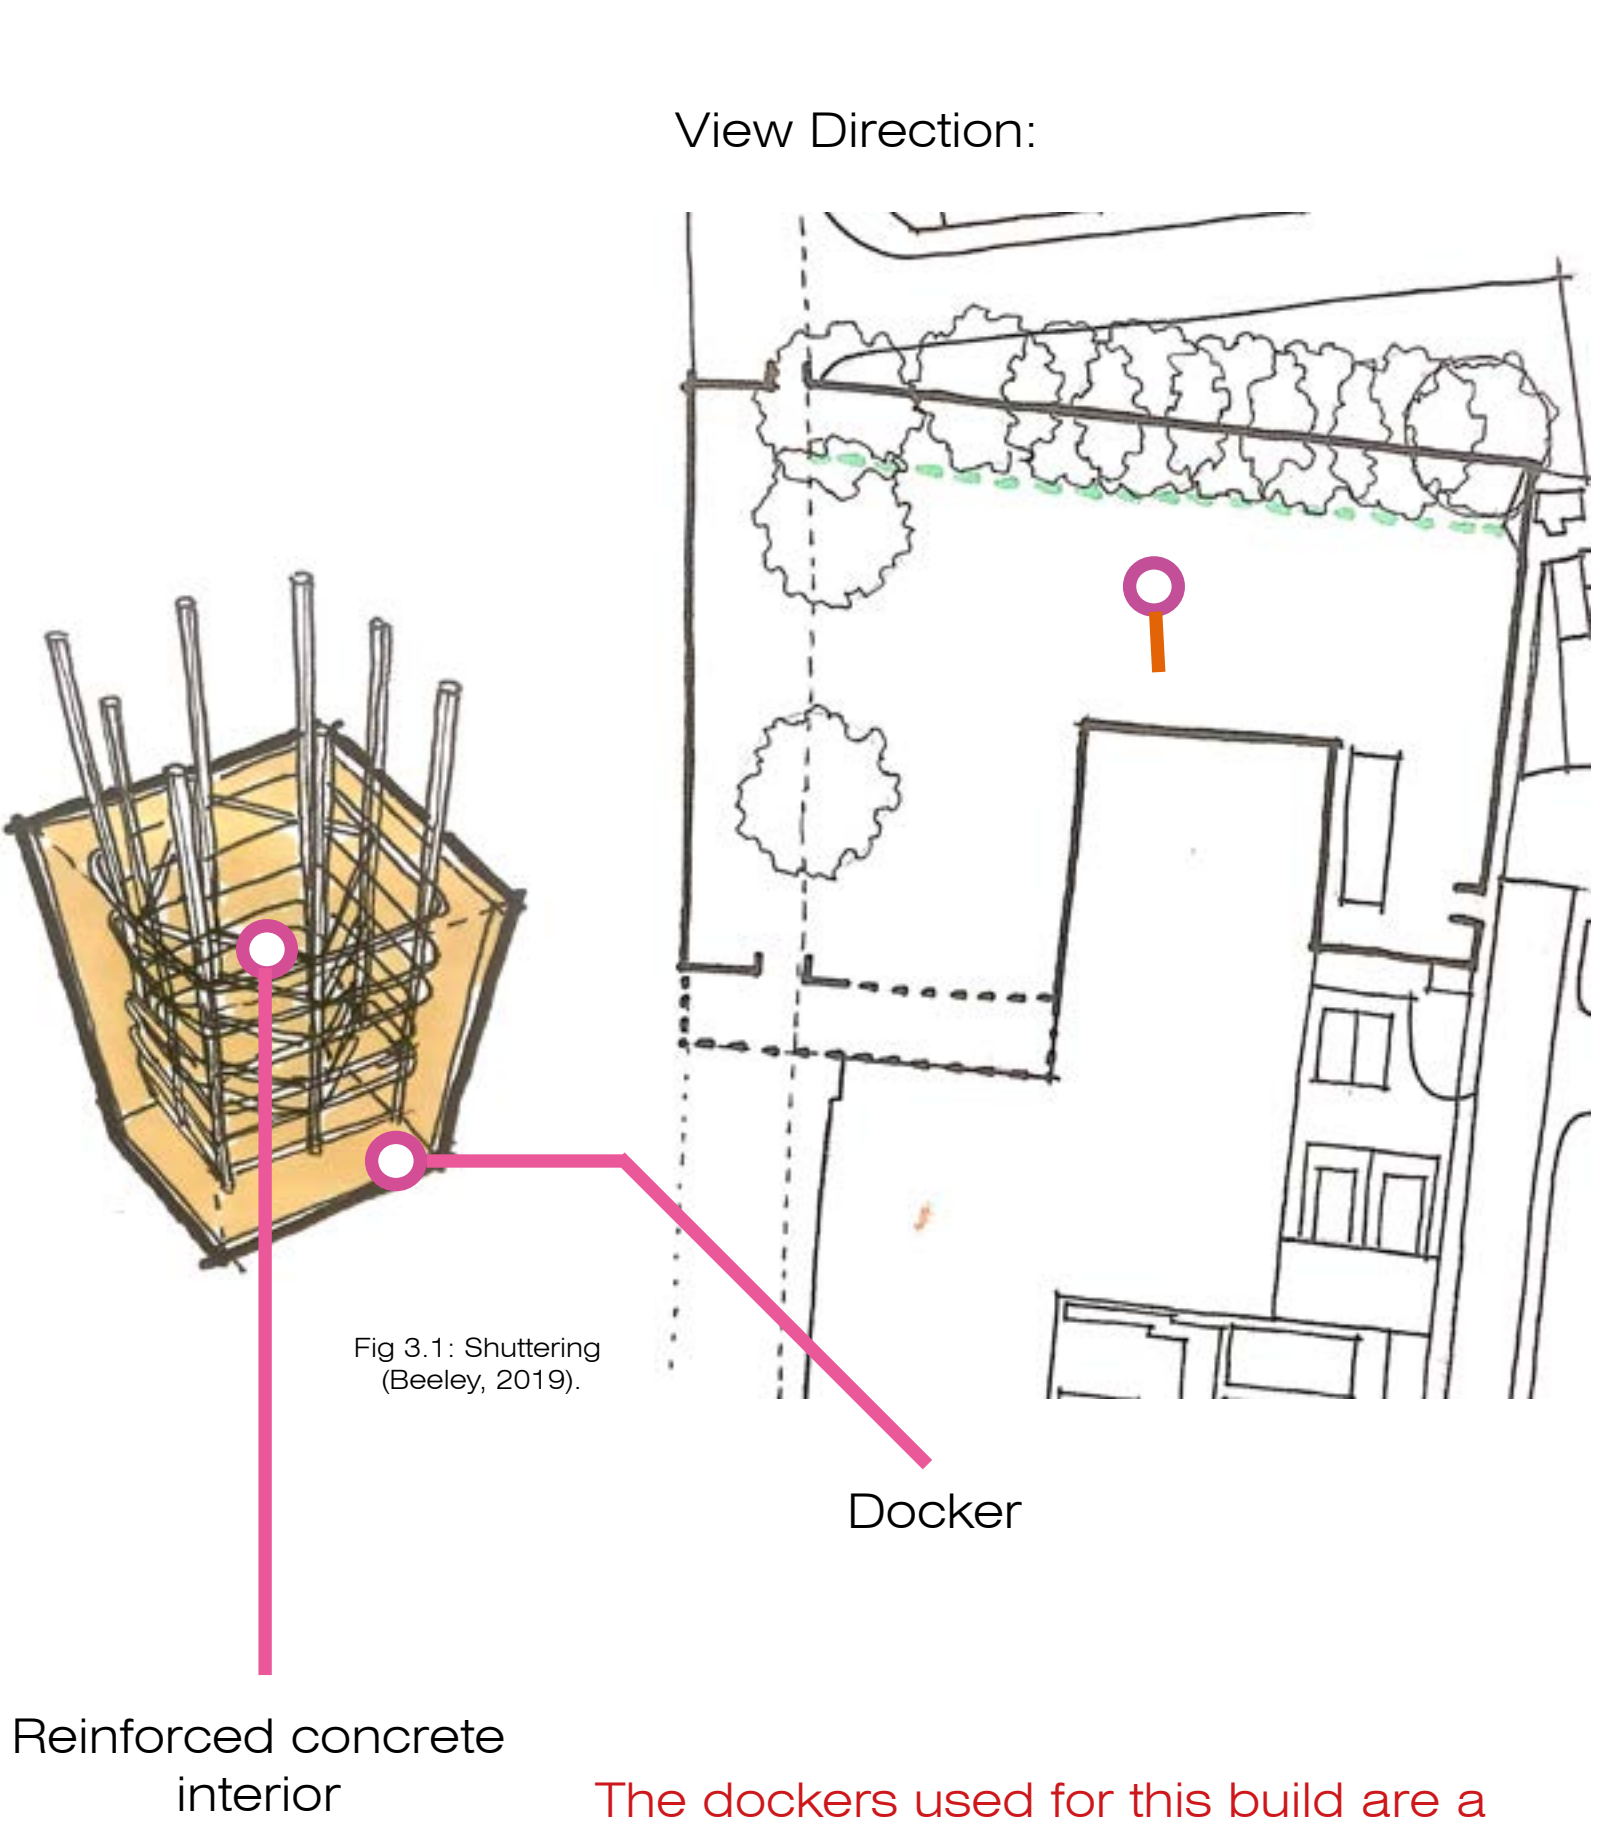 View Direction:
Fig 3.1: Shuttering
(Beeley, 2019).
Docker
Reinforced concrete
interior
The dockers used for this build are a